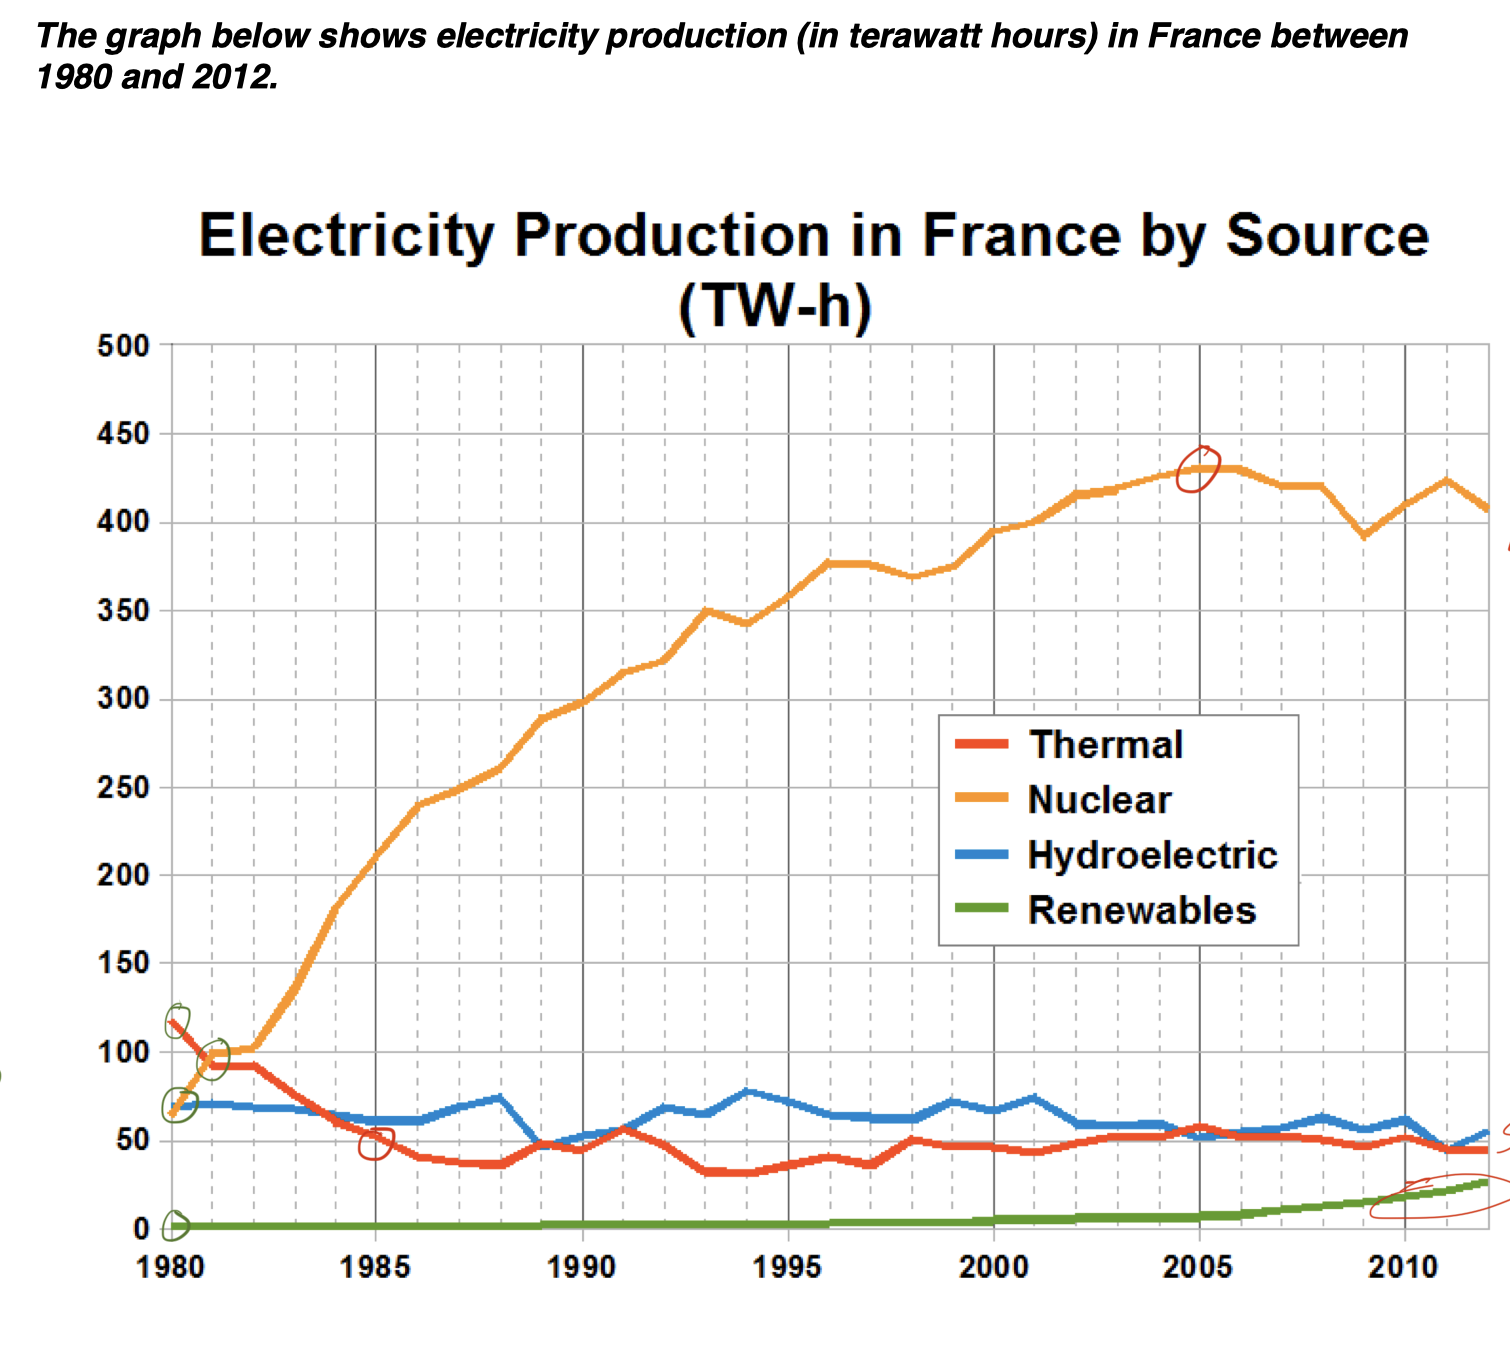 The graph below shows electricity production (in terawatt hours) in France between
1980 and 2012.
Electricity Production in France by Source
(TW-h)
500
450
400
350
300
250
200
150
100
50
0
Thermal
Nuclear
Hydroelectric
Renewables
1980 1985 1990 1995 2000 2005 2010